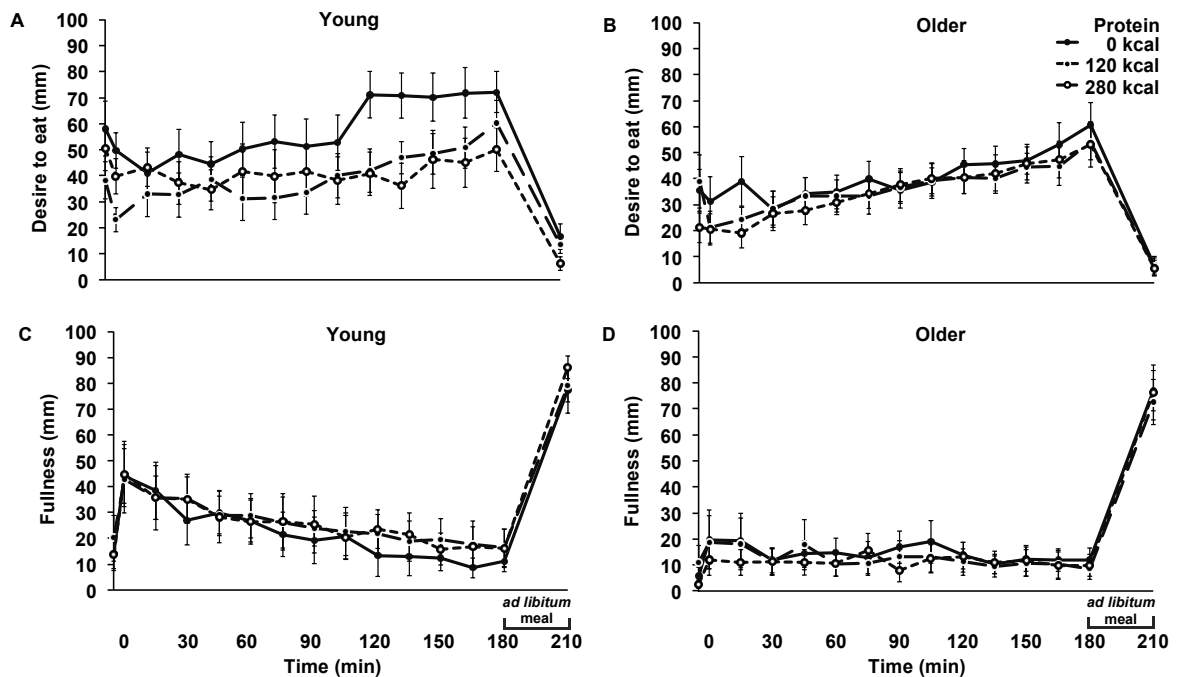 A
Young
Desire to eat (mm)
100
90
80
70
60
50
40
30
20
10
0
B
Older
Protein
0 kcal
120 kcal
280 kcal
Desire to eat (mm)
100
90
80
70
60
50
40
30
20
10
0
C
Young
Fullness (mm)
100
90
80
70
60
50
40
30
20
10
0
ad libitum
meal
0 30 60 90 120 150 180 210
Time (min)
D
Older
Fullness (mm)
100
90
80
70
60
50
40
30
20
10
0
ad libitum
meal
0 30 60 90 120 150 180 210
Time (min)